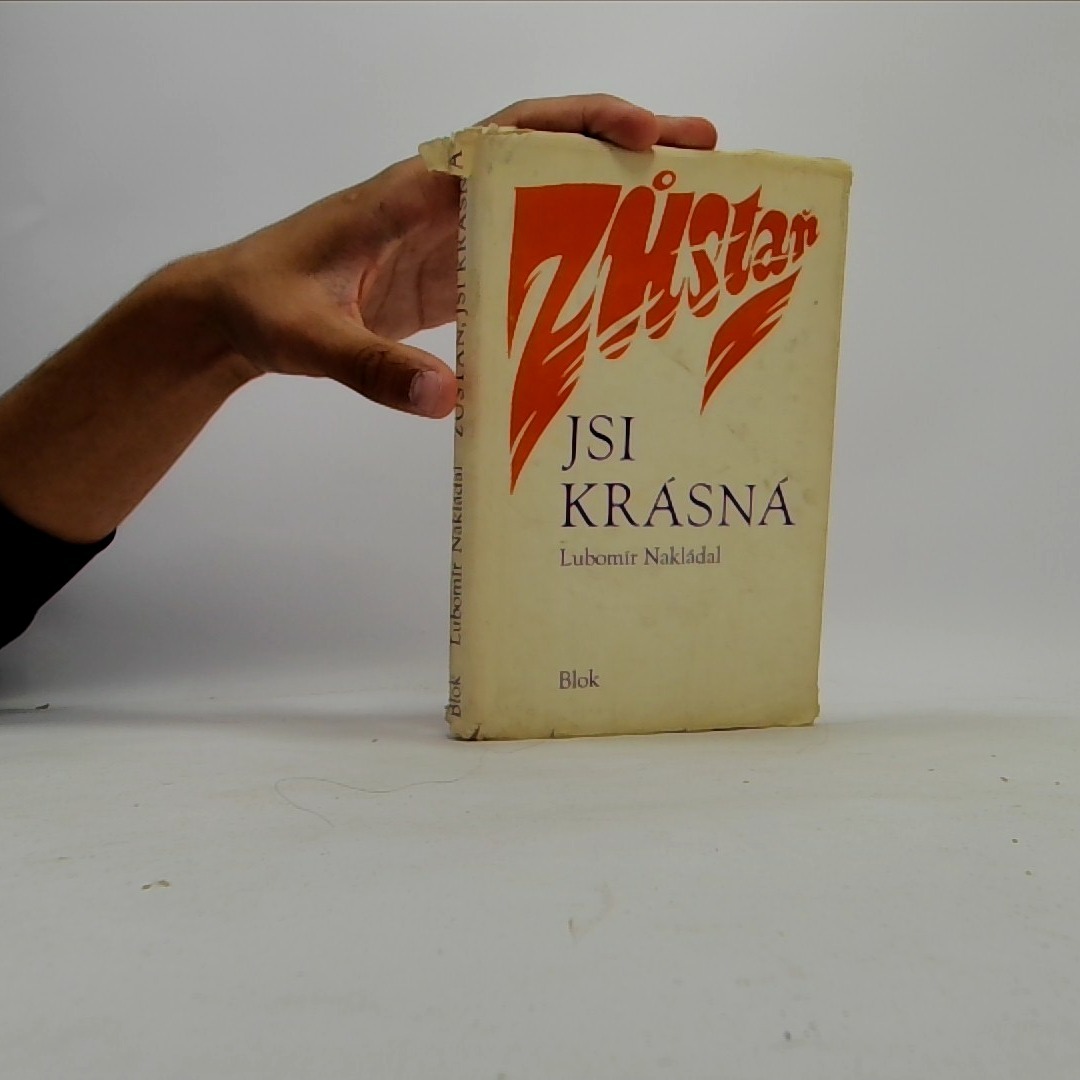 Zůstaň
JSI
KRÁSNÁ
Lubomír Nakládal
Blok
Blok Lubomír Nakládal ZŮSTAŇ, JSI KRÁSNÁ